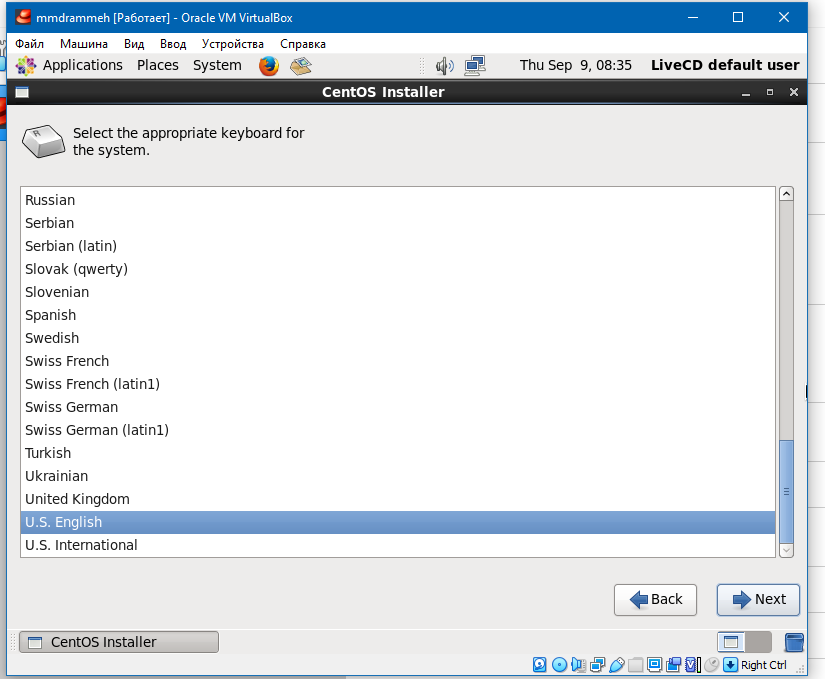 mmdrammeh [Работает] - Oracle VM VirtualBox
Файл Машина Вид Ввод Устройства Справка
Applications Places System Thu Sep 9, 08:35 LiveCD default user
CentOS Installer
Select the appropriate keyboard for
the system.
Russian
Serbian
Serbian (latin)
Slovak (qwerty)
Slovenian
Spanish
Swedish
Swiss French
Swiss French (latin1)
Swiss German
Swiss German (latin1)
Turkish
Ukrainian
United Kingdom
U.S. English
U.S. International
Back Next
CentOS Installer
Right Ctrl